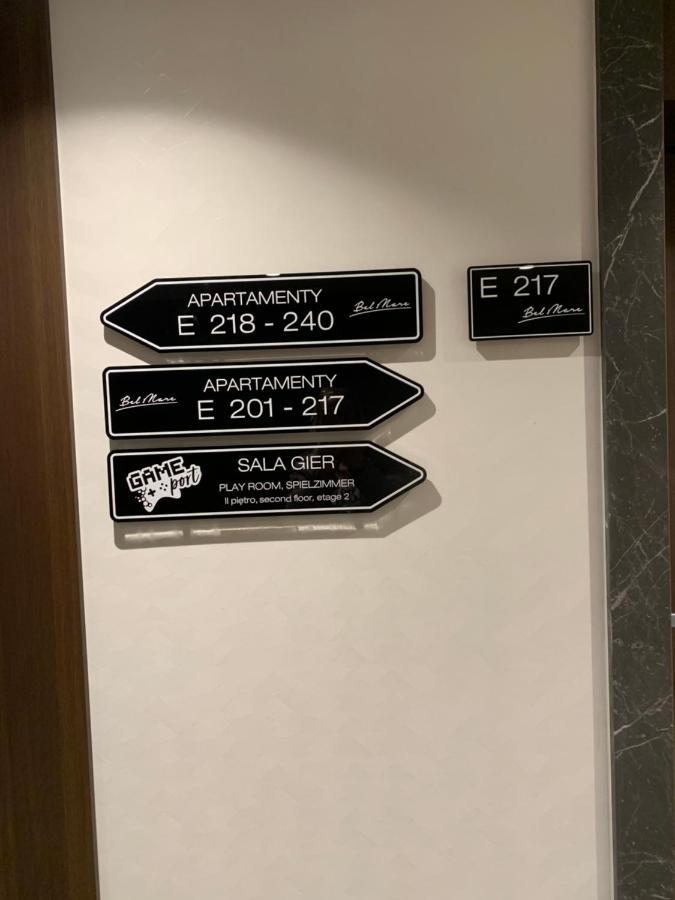 APARTAMENTY
E 218 - 240
Bel Mare
E 217
Bel Mare
Bel Mare
APARTAMENTY
E 201 - 217
GAME
port
SALA GIER
PLAY ROOM, SPIELZIMMER
II piętro, second floor, etage 2